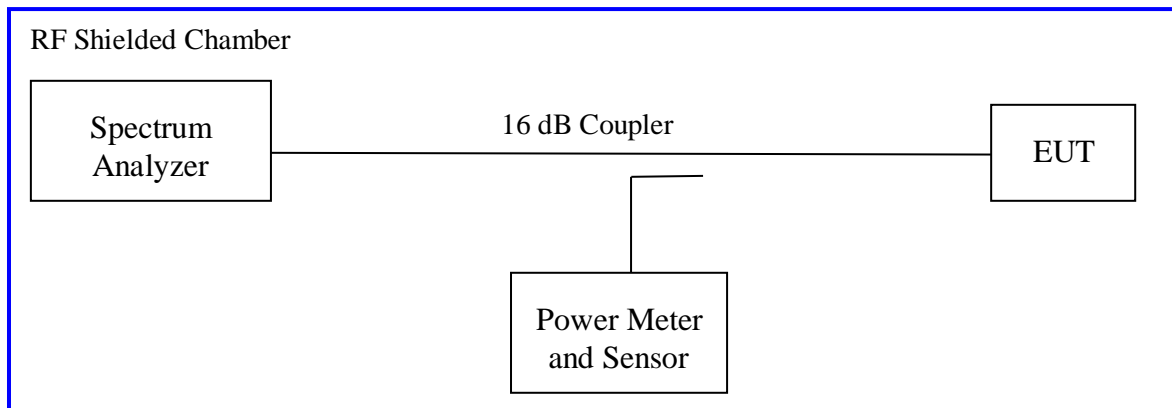 RF Shielded Chamber
Spectrum
Analyzer
16 dB Coupler
EUT
Power Meter
and Sensor